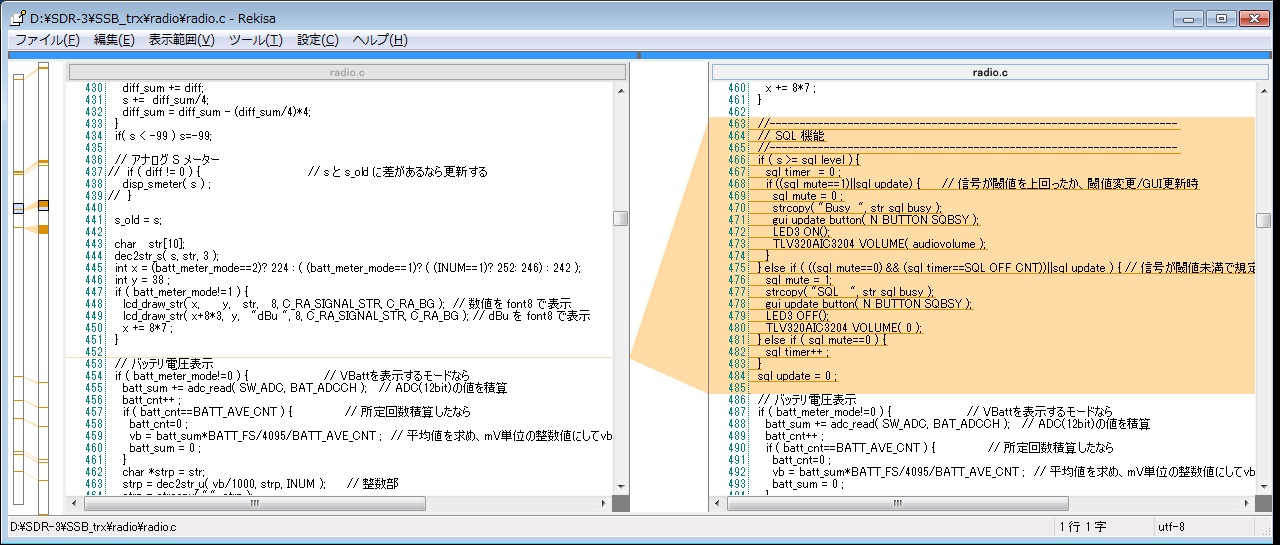 D:¥SDR-3¥SSB_trx¥radio¥radio.c - Rekisa
ファイル(F) 編集(E) 表示範囲(V) ツール(T) 設定(C) ヘルプ(H)
radio.c
430 diff_sum += diff;
431 s += diff_sum/4;
432 diff_sum = diff_sum - (diff_sum/4)*4;
433 }
434 if( s < -99 ) s=-99;
435
436 // アナログ S メーター
437 // if ( diff != 0 ) { // s と s_old に差があるなら更新する
438 disp_smeter( s ) ;
439 // }
440
441 s_old = s;
442
443 char str[10];
444 dec2str_s( s, str, 3 );
445 int x = (batt_meter_mode==2)? 224 : ( (batt_meter_mode==1)? ( (INUM==1)? 252: 246) : 242 );
446 int y = 38 ;
447 if ( batt_meter_mode!=1 ) {
448 lcd_draw_str( x, y, str, 8, C_RA_SIGNAL_STR, C_RA_BG ); // 数値を font8 で表示
449 lcd_draw_str( x+8*3, y, "dBu ", 8, C_RA_SIGNAL_STR, C_RA_BG ); // dBu を font8 で表示
450 x += 8*7 ;
451 }
452
453 // バッテリ電圧表示
454 if ( batt_meter_mode!=0 ) { // VBattを表示するモードなら
455 batt_sum += adc_read( SW_ADC, BAT_ADCCH ); // ADC(12bit)の値を積算
456 batt_cnt++ ;
457 if ( batt_cnt==BATT_AVE_CNT ) { // 所定回数積算したなら
458 batt_cnt=0 ;
459 vb = batt_sum*BATT_FS/4095/BATT_AVE_CNT ; // 平均値を求め、mV単位の整数値にしてvb
460 batt_sum = 0 ;
461 }
462 char *strp = str;
463 strp = dec2str_u( vb/1000, strp, INUM ); // 整数部
radio.c
460 x += 8*7 ;
461 }
462
463 //--------------------------------------------------------------------
464 // SQL 機能
465 //--------------------------------------------------------------------
466 if ( s >= sql_level ) {
467 sql_timer = 0 ;
468 if ((sql_mute==1)||sql_update) { // 信号が閾値を上回ったか、閾値変更/GUI更新時
469 sql_mute = 0 ;
470 strcopy( "Busy ", str_sql_busy );
471 gui_update_button( N_BUTTON_SQBSY );
472 LED3_ON();
473 TLV320AIC3204_VOLUME( audiovolume );
474 }
475 } else if ( ((sql_mute==0) && (sql_timer==SQL_OFF_CNT))||sql_update ) { // 信号が閾値未満で規定
476 sql_mute = 1;
477 strcopy( "SQL ", str_sql_busy );
478 gui_update_button( N_BUTTON_SQBSY );
479 LED3_OFF();
480 TLV320AIC3204_VOLUME( 0 );
481 } else if ( sql_mute==0 ) {
482 sql_timer++ ;
483 }
484 sql_update = 0 ;
485
486 // バッテリ電圧表示
487 if ( batt_meter_mode!=0 ) { // VBattを表示するモードなら
488 batt_sum += adc_read( SW_ADC, BAT_ADCCH ); // ADC(12bit)の値を積算
489 batt_cnt++ ;
490 if ( batt_cnt==BATT_AVE_CNT ) { // 所定回数積算したなら
491 batt_cnt=0 ;
492 vb = batt_sum*BATT_FS/4095/BATT_AVE_CNT ; // 平均値を求め、mV単位の整数値にしてvb
493 batt_sum = 0 ;
D:¥SDR-3¥SSB_trx¥radio¥radio.c 1 行 1 字 utf-8